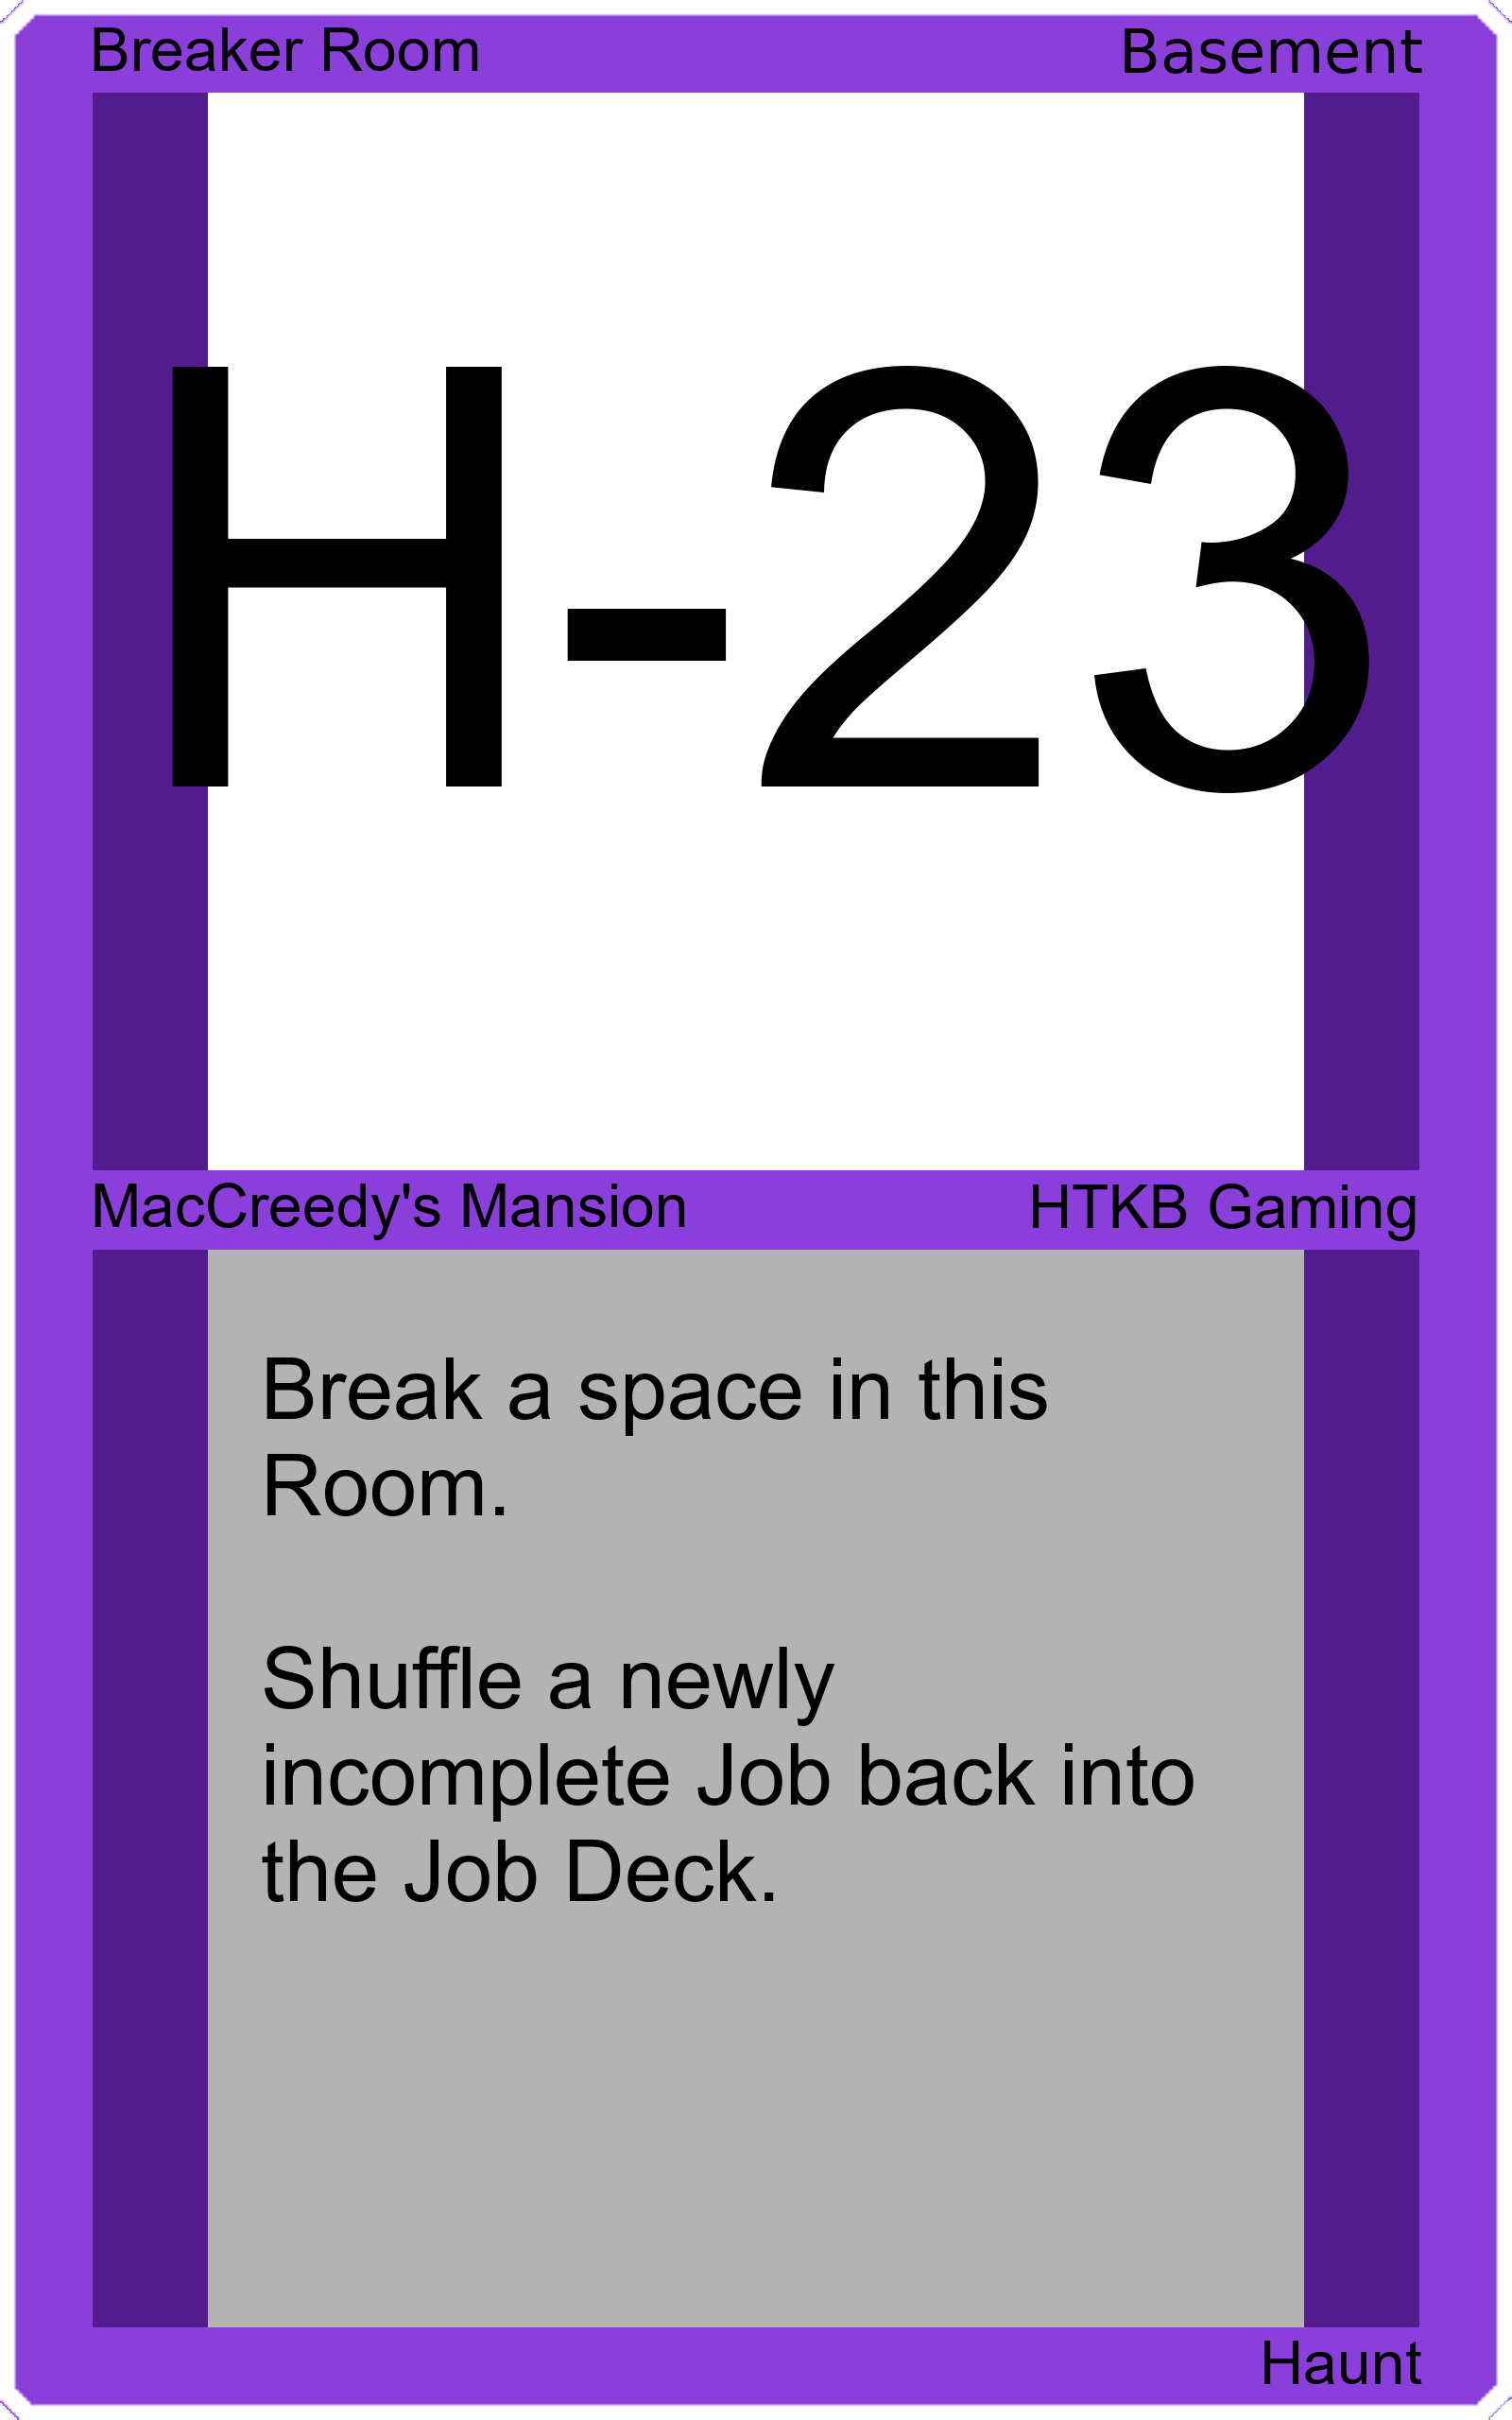 Breaker Room Basement
H-23
MacCreedy's Mansion HTKB Gaming
Break a space in this
Room.
Shuffle a newly
incomplete Job back into
the Job Deck.
Haunt